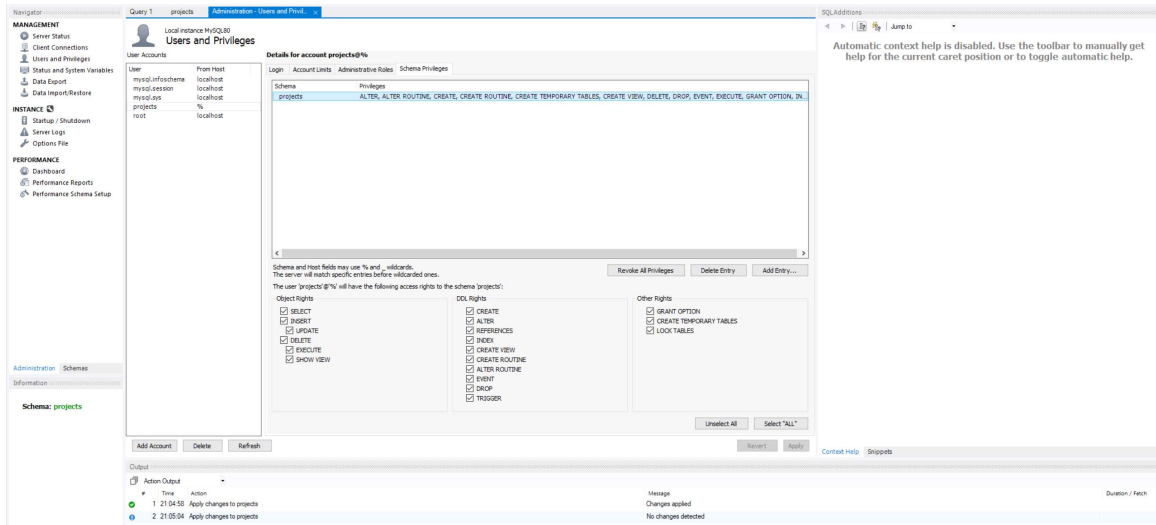 Navigator
MANAGEMENT
Server Status
Client Connections
Users and Privileges
Status and System Variables
Data Export
Data Import/Restore
INSTANCE
Startup / Shutdown
Server Logs
Options File
PERFORMANCE
Dashboard
Performance Reports
Performance Schema Setup
Administration Schemas
Information
Schema: projects
Query 1 projects Administration - Users and Privil... ×
Local instance MySQL80
Users and Privileges
User Accounts
User From Host
mysql.infoschema localhost
mysql.session localhost
mysql.sys localhost
projects %
root localhost
Add Account Delete Refresh
Details for account projects@%
Login Account Limits Administrative Roles Schema Privileges
Schema Privileges
projects ALTER, ALTER ROUTINE, CREATE, CREATE ROUTINE, CREATE TEMPORARY TABLES, CREATE VIEW, DELETE, DROP, EVENT, EXECUTE, GRANT OPTION, IN...
Schema and Host fields may use % and _ wildcards.
The server will match specific entries before wildcarded ones.
Revoke All Privileges Delete Entry Add Entry...
The user 'projects'@'%' will have the following access rights to the schema 'projects':
Object Rights
SELECT
INSERT
UPDATE
DELETE
EXECUTE
SHOW VIEW
DDL Rights
CREATE
ALTER
REFERENCES
INDEX
CREATE VIEW
CREATE ROUTINE
ALTER ROUTINE
EVENT
DROP
TRIGGER
Other Rights
GRANT OPTION
CREATE TEMPORARY TABLES
LOCK TABLES
Unselect All Select "ALL"
Revert Apply
Output
Action Output
# Time Action Message Duration / Fetch
1 21:04:58 Apply changes to projects Changes applied
2 21:05:04 Apply changes to projects No changes detected
SQLAdditions
Jump to
Automatic context help is disabled. Use the toolbar to manually get
help for the current caret position or to toggle automatic help.
Context Help Snippets